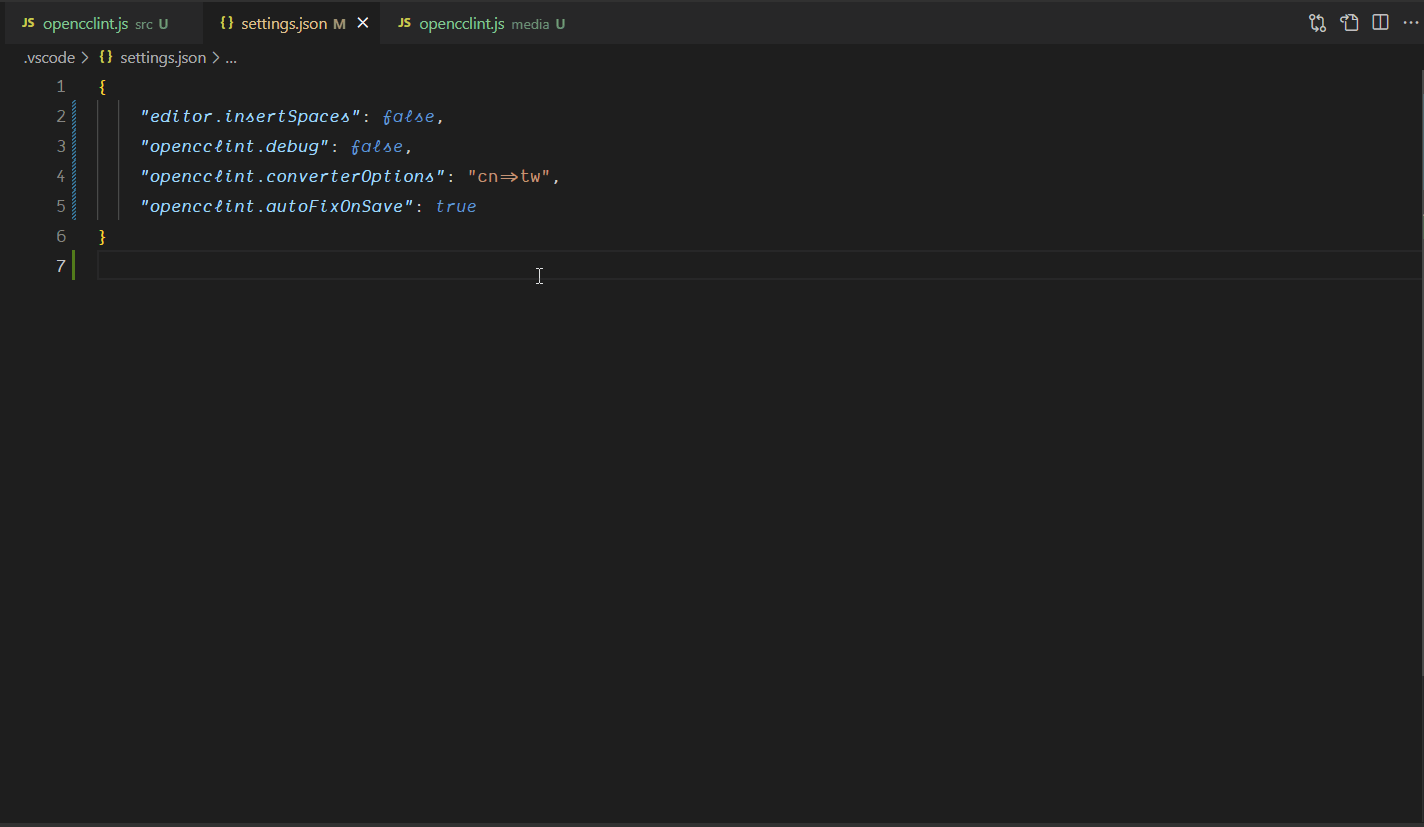 JS opencclint.js src U {} settings.json M × JS opencclint.js media U
.vscode > {} settings.json > ...
1 {
2 "editor.insertSpaces": false,
3 "opencclint.debug": false,
4 "opencclint.converterOptions": "cn=>tw",
5 "opencclint.autoFixOnSave": true
6 }
7